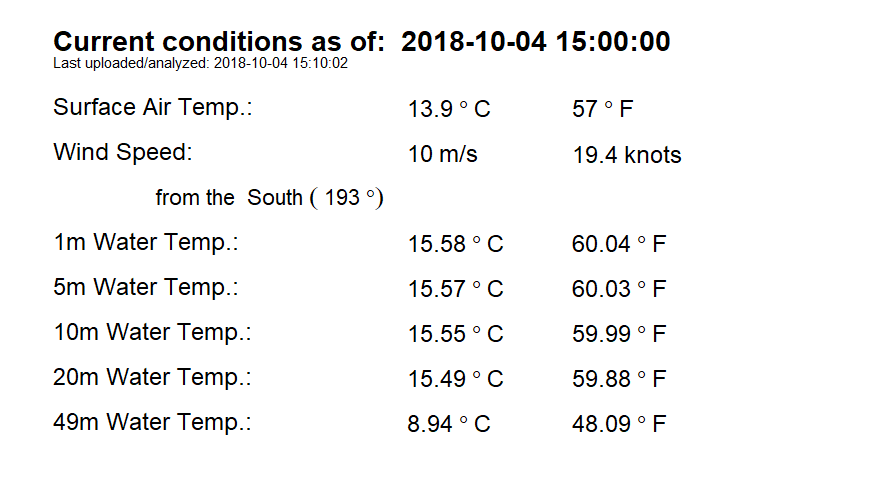 Current conditions as of: 2018-10-04 15:00:00
Last uploaded/analyzed: 2018-10-04 15:10:02
Surface Air Temp.: 13.9 ° C 57 ° F
Wind Speed: 10 m/s 19.4 knots
from the South ( 193 °)
1m Water Temp.: 15.58 ° C 60.04 ° F
5m Water Temp.: 15.57 ° C 60.03 ° F
10m Water Temp.: 15.55 ° C 59.99 ° F
20m Water Temp.: 15.49 ° C 59.88 ° F
49m Water Temp.: 8.94 ° C 48.09 ° F